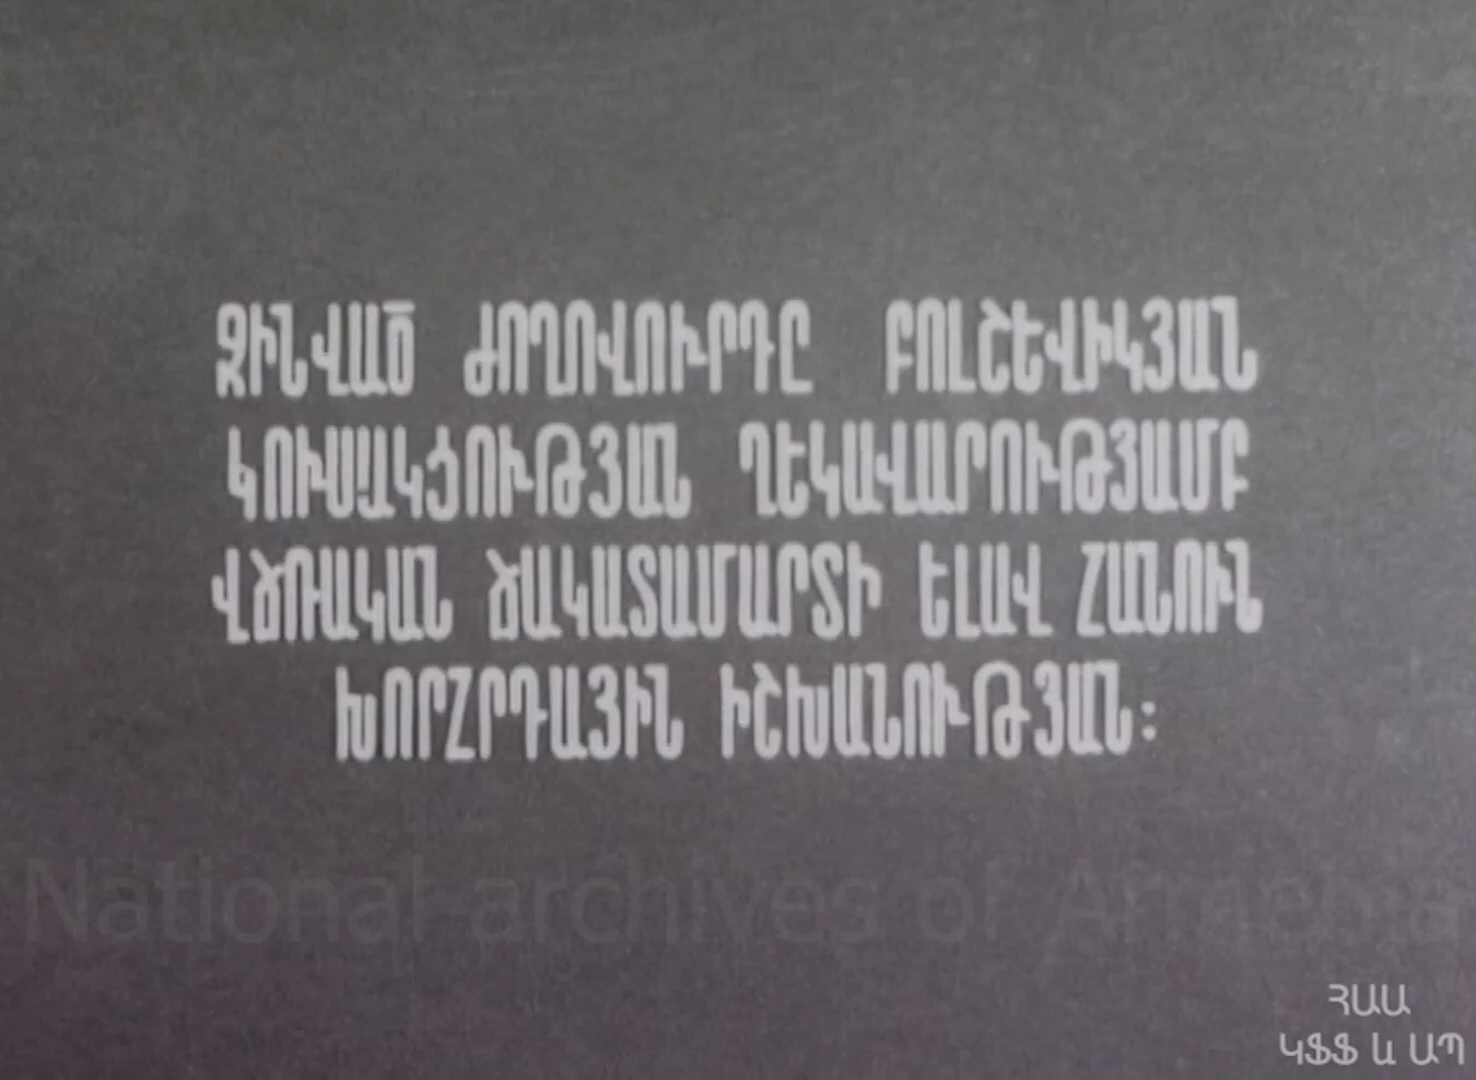 ԶԻՆՎԱԾ ԺՈՂՈՎՈՒՐԴԸ ԲՈԼՇԵՎԻԿՅԱՆ
ԿՈՒՍԱԿՑՈՒԹՅԱՆ ՂԵԿԱՎԱՐՈՒԹՅԱՄԲ
ՎՃՌԱԿԱՆ ՃԱԿԱՏԱՄԱՐՏԻ ԵԼԱՎ ՀԱՆՈՒՆ
ԽՈՐՀՐԴԱՅԻՆ ԻՇԽԱՆՈՒԹՅԱՆ:
National archives of Armenia
ՀԱԱ
ԿՖՖ և ԱՊ